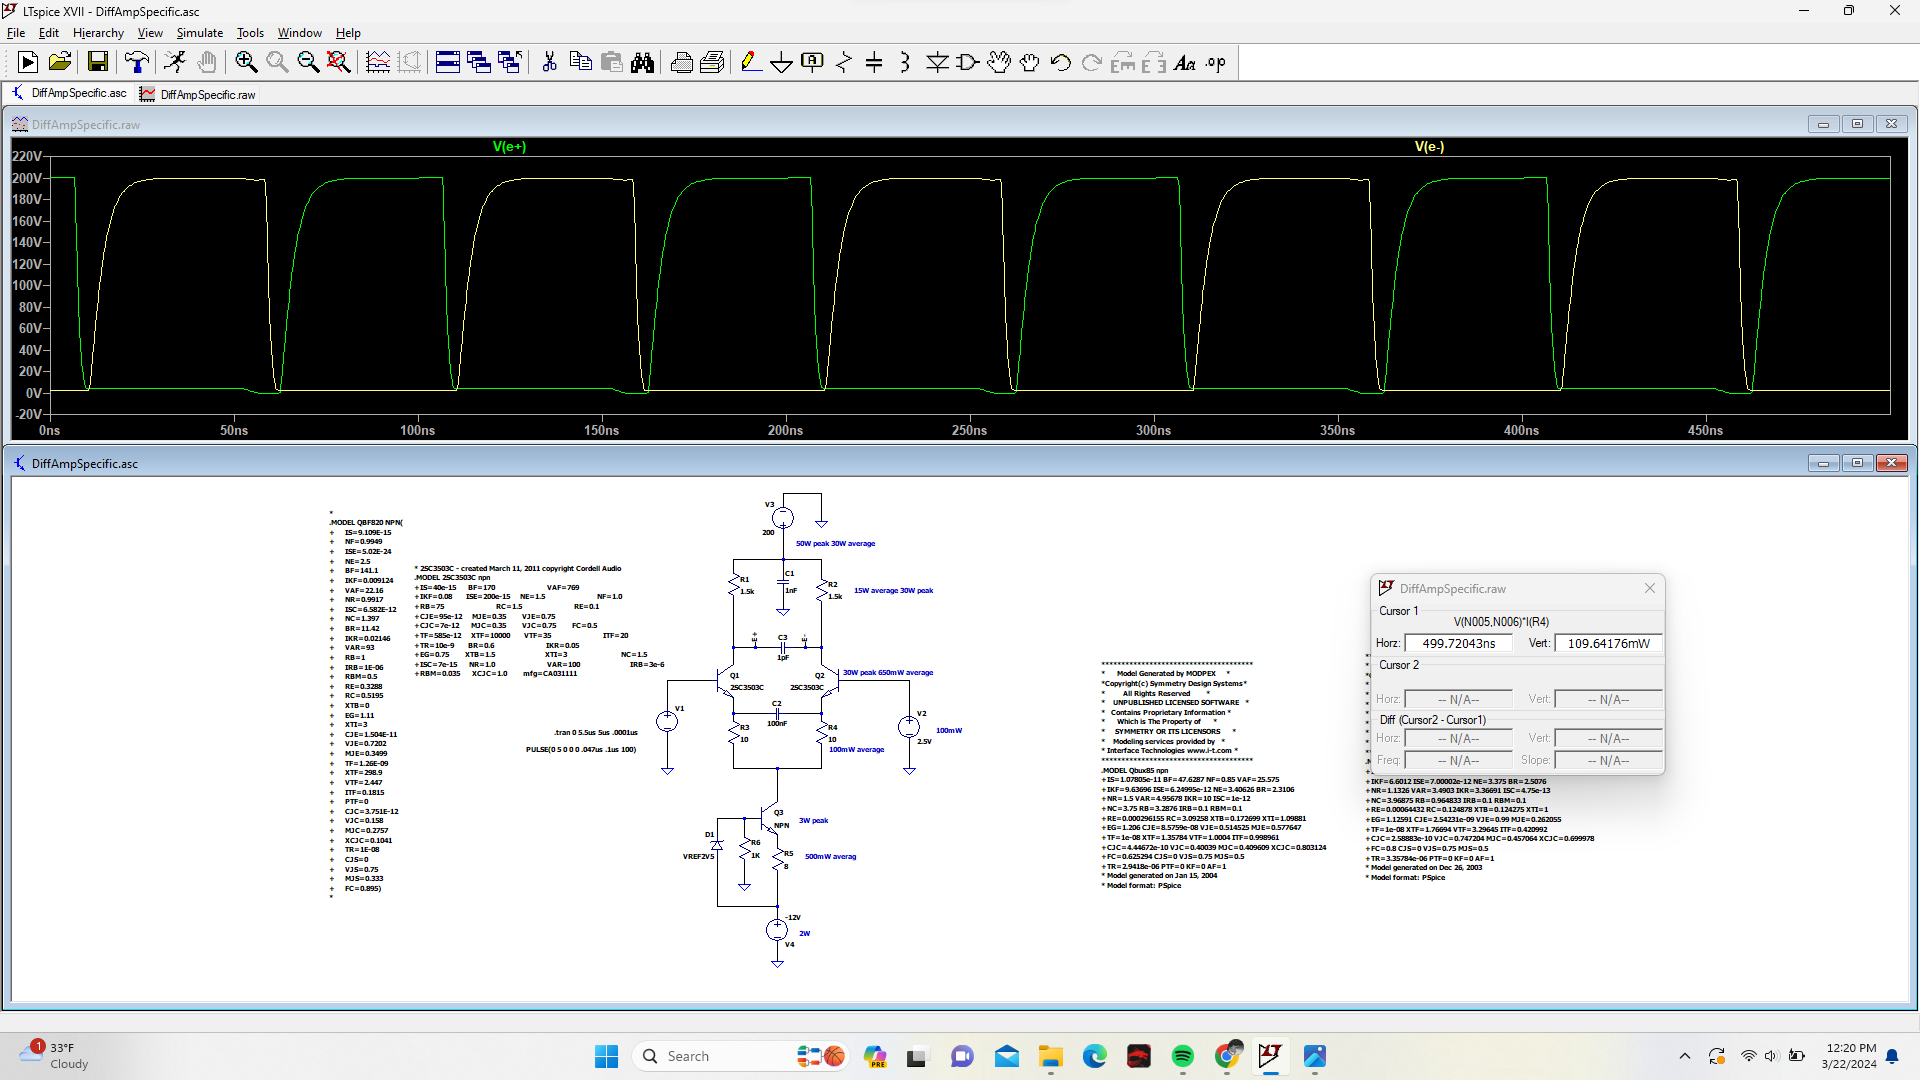 LTspice XVII - DiffAmpSpecific.asc
File Edit Hierarchy View Simulate Tools Window Help
DiffAmpSpecific.asc DiffAmpSpecific.raw
DiffAmpSpecific.raw
V(e+) V(e-)
220V
200V
180V
160V
140V
120V
100V
80V
60V
40V
20V
0V
-20V
0ns 50ns 100ns 150ns 200ns 250ns 300ns 350ns 400ns 450ns
DiffAmpSpecific.asc
*
.MODEL QBF820 NPN(
+ IS=9.109E-15
+ NF=0.9949
+ ISE=5.02E-24
+ NE=2.5
+ BF=141.1
+ IKF=0.009124
+ VAF=22.16
+ NR=0.9917
+ ISC=6.582E-12
+ NC=1.397
+ BR=11.42
+ IKR=0.02146
+ VAR=93
+ RB=1
+ IRB=1E-06
+ RBM=0.5
+ RE=0.3288
+ RC=0.5195
+ XTB=0
+ EG=1.11
+ XTI=3
+ CJE=1.504E-11
+ VJE=0.7202
+ MJE=0.3499
+ TF=1.26E-09
+ XTF=298.9
+ VTF=2.447
+ ITF=0.1815
+ PTF=0
+ CJC=3.751E-12
+ VJC=0.158
+ MJC=0.2757
+ XCJC=0.1041
+ TR=1E-08
+ CJS=0
+ VJS=0.75
+ MJS=0.333
+ FC=0.895)
*
* 2SC3503C - created March 11, 2011 copyright Cordell Audio
.MODEL 2SC3503C npn
+IS=40e-15 BF=170 VAF=769
+IKF=0.08 ISE=200e-15 NE=1.5 NF=1.0
+RB=75 RC=1.5 RE=0.1
+CJE=95e-12 MJE=0.35 VJE=0.75
+CJC=7e-12 MJC=0.35 VJC=0.75 FC=0.5
+TF=585e-12 XTF=10000 VTF=35 ITF=20
+TR=10e-9 BR=0.6 IKR=0.05
+EG=0.75 XTB=1.5 XTI=3 NC=1.5
+ISC=7e-15 NR=1.0 VAR=100 IRB=3e-6
+RBM=0.035 XCJC=1.0 mfg=CA031111
.tran 0 5.5us 5us .0001us
PULSE(0 5 0 0 0 .047us .1us 100)
V3
200
50W peak 30W average
R1
1.5k
C1
1nF
R2
1.5k
15W average 30W peak
E+
C3
1pF
E-
Q1
2SC3503C
Q2
2SC3503C
30W peak 650mW average
V1
C2
100nF
V2
2.5V
100mW
R3
10
R4
10
100mW average
Q3
NPN
3W peak
D1
VREF2V5
R6
1K
R5
8
500mW averag
-12V
2W
V4
**************************************
* Model Generated by MODPEX *
*Copyright(c) Symmetry Design Systems*
* All Rights Reserved *
* UNPUBLISHED LICENSED SOFTWARE *
* Contains Proprietary Information *
* Which is The Property of *
* SYMMETRY OR ITS LICENSORS *
* Modeling services provided by *
* Interface Technologies www.i-t.com *
**************************************
.MODEL Qbux85 npn
+IS=1.07805e-11 BF=47.6287 NF=0.85 VAF=25.575
+IKF=9.63696 ISE=6.24995e-12 NE=3.40626 BR=2.3106
+NR=1.5 VAR=4.95678 IKR=10 ISC=1e-12
+NC=3.75 RB=3.2876 IRB=0.1 RBM=0.1
+RE=0.000296155 RC=3.09258 XTB=0.172699 XTI=1.09881
+EG=1.206 CJE=8.5759e-08 VJE=0.514525 MJE=0.577647
+TF=1e-08 XTF=1.35784 VTF=1.0004 ITF=0.998961
+CJC=4.44672e-10 VJC=0.40039 MJC=0.409609 XCJC=0.803124
+FC=0.625294 CJS=0 VJS=0.75 MJS=0.5
+TR=2.9418e-06 PTF=0 KF=0 AF=1
* Model generated on Jan 15, 2004
* Model format: PSpice
DiffAmpSpecific.raw
Cursor 1
V(N005,N006)*I(R4)
Horz: 499.72043ns Vert: 109.64176mW
Cursor 2
Horz: -- N/A-- Vert: -- N/A--
Diff (Cursor2 - Cursor1)
Horz: -- N/A-- Vert: -- N/A--
Freq: -- N/A-- Slope: -- N/A--
+IKF=6.6012 ISE=7.00002e-12 NE=3.375 BR=2.5076
+NR=1.1326 VAR=3.4903 IKR=3.36691 ISC=4.75e-13
+NC=3.96875 RB=0.964833 IRB=0.1 RBM=0.1
+RE=0.00064432 RC=0.124878 XTB=0.124275 XTI=1
+EG=1.12591 CJE=2.54231e-09 VJE=0.99 MJE=0.262055
+TF=1e-08 XTF=1.76694 VTF=3.29645 ITF=0.420992
+CJC=2.58883e-10 VJC=0.747204 MJC=0.457064 XCJC=0.699978
+FC=0.8 CJS=0 VJS=0.75 MJS=0.5
+TR=3.35784e-06 PTF=0 KF=0 AF=1
* Model generated on Dec 26, 2003
* Model format: PSpice
1
33°F
Cloudy
Search
PRE
12:20 PM
3/22/2024